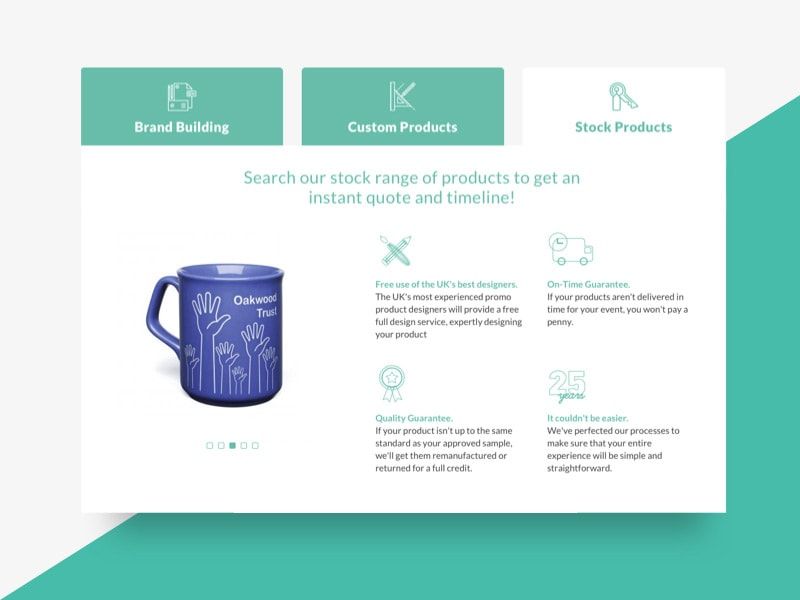 Brand Building
Custom Products
Stock Products
Search our stock range of products to get an
instant quote and timeline!
Oakwood
Trust
Free use of the UK's best designers.
The UK's most experienced promo
product designers will provide a free
full design service, expertly designing
your product
On-Time Guarantee.
If your products aren't delivered in
time for your event, you won't pay a
penny.
Quality Guarantee.
If your product isn't up to the same
standard as your approved sample,
we'll get them remanufactured or
returned for a full credit.
25
years
It couldn't be easier.
We've perfected our processes to
make sure that your entire
experience will be simple and
straightforward.